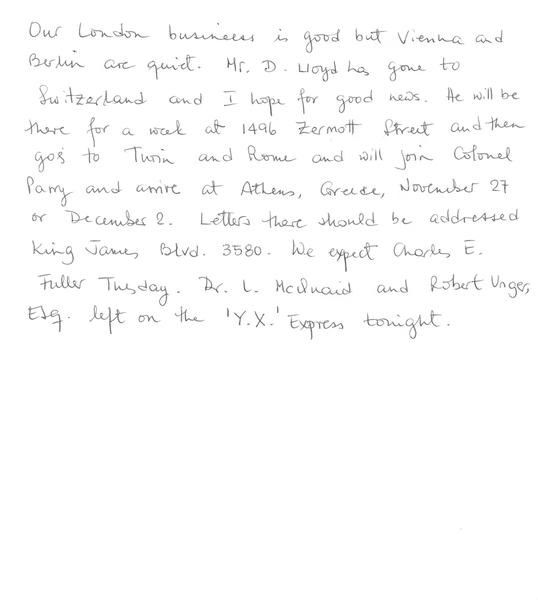 Our London business is good but Vienna and
Berlin are quiet. Mr. D. Lloyd has gone to
Switzerland and I hope for good news. He will be
there for a week at 1496 Zermott Street and then
goes to Turin and Rome and will join Colonel
Parry and arrive at Athens, Greece, November 27
or December 2. Letters there should be addressed
King James Blvd. 3580. We expect Charles E.
Fuller Tuesday. Dr. L. McQuaid and Robert Unger,
Esq. left on the 'Y.X.' Express tonight.